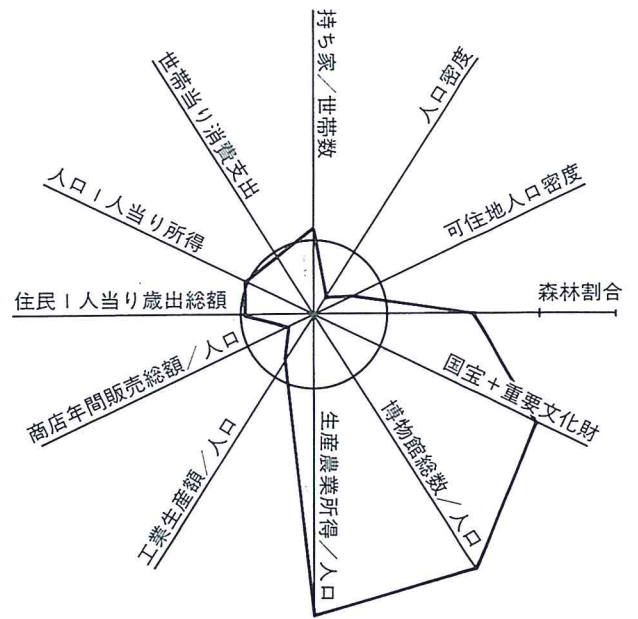 持ち家／世帯数
人口密度
可住地人口密度
森林割合
国宝＋重要文化財
博物館総数／人口
生産農業所得／人口
工業生産額／人口
商店年間販売総額／人口
住民１人当り歳出総額
人口１人当り所得
世帯当り消費支出